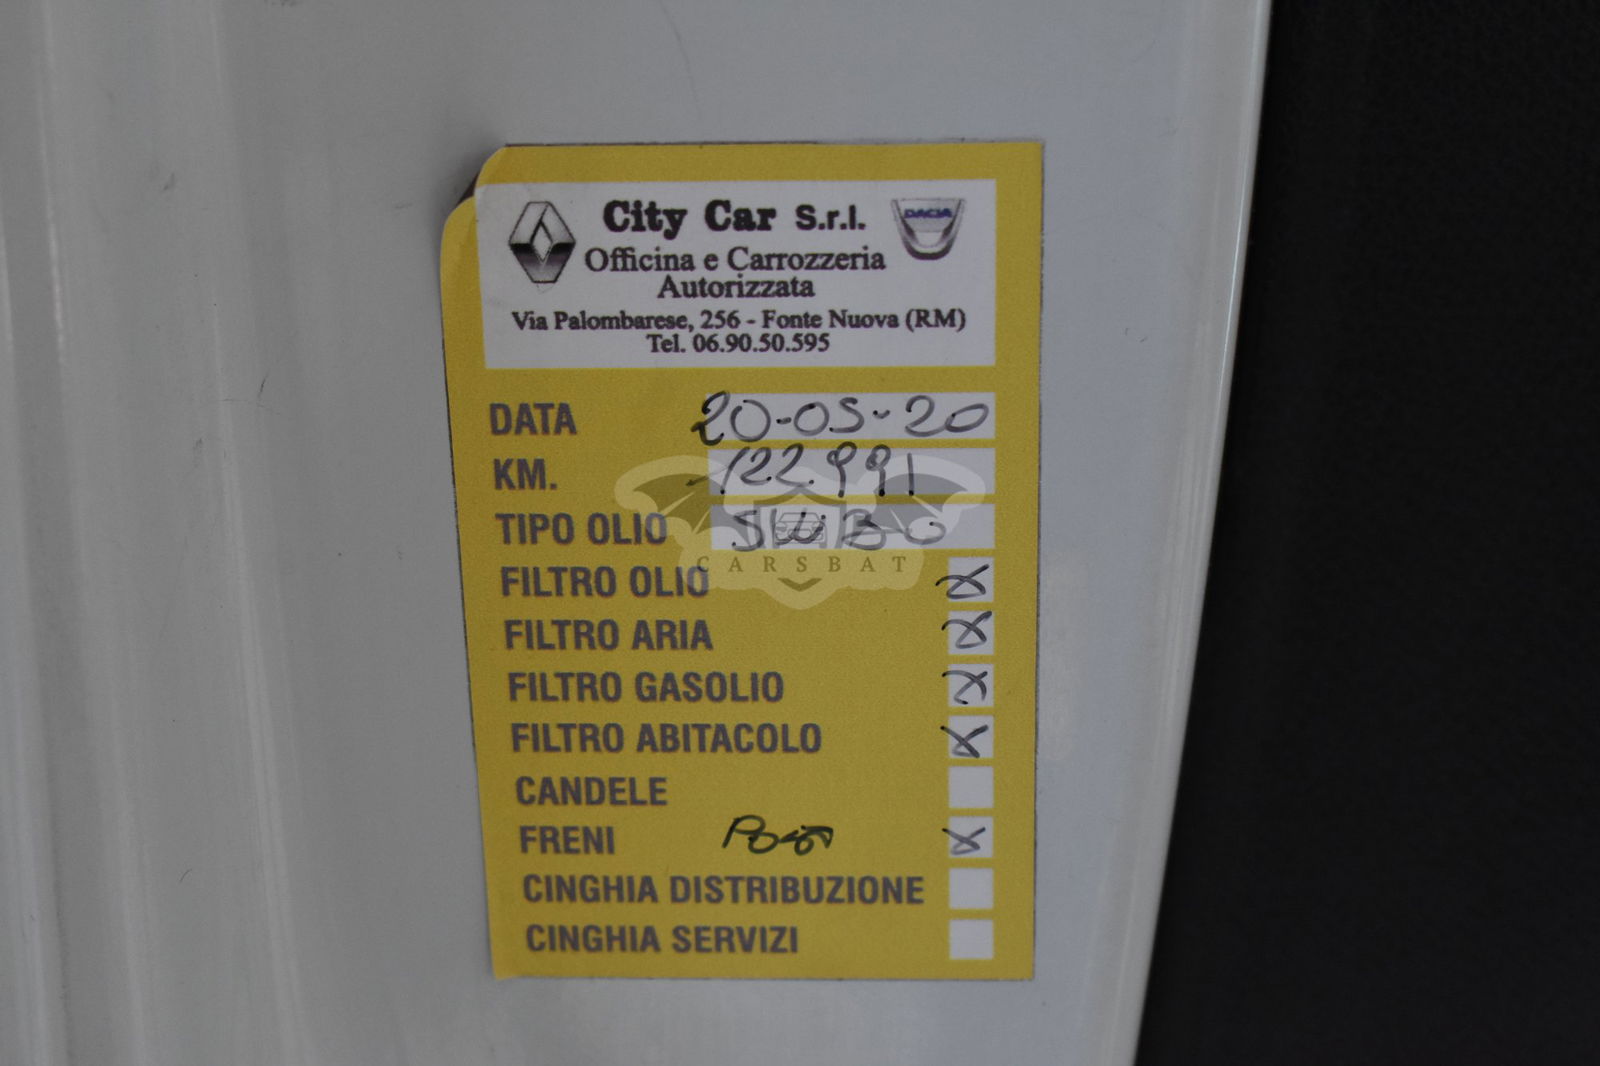 City Car S.r.l.
DACIA
Officina e Carrozzeria
Autorizzata
Via Palombarese, 256 - Fonte Nuova (RM)
Tel. 06.90.50.595
DATA 20-05-20
KM. 122.991
TIPO OLIO
CARSBAT
FILTRO OLIO X
FILTRO ARIA X
FILTRO GASOLIO X
FILTRO ABITACOLO X
CANDELE
FRENI X
CINGHIA DISTRIBUZIONE
CINGHIA SERVIZI